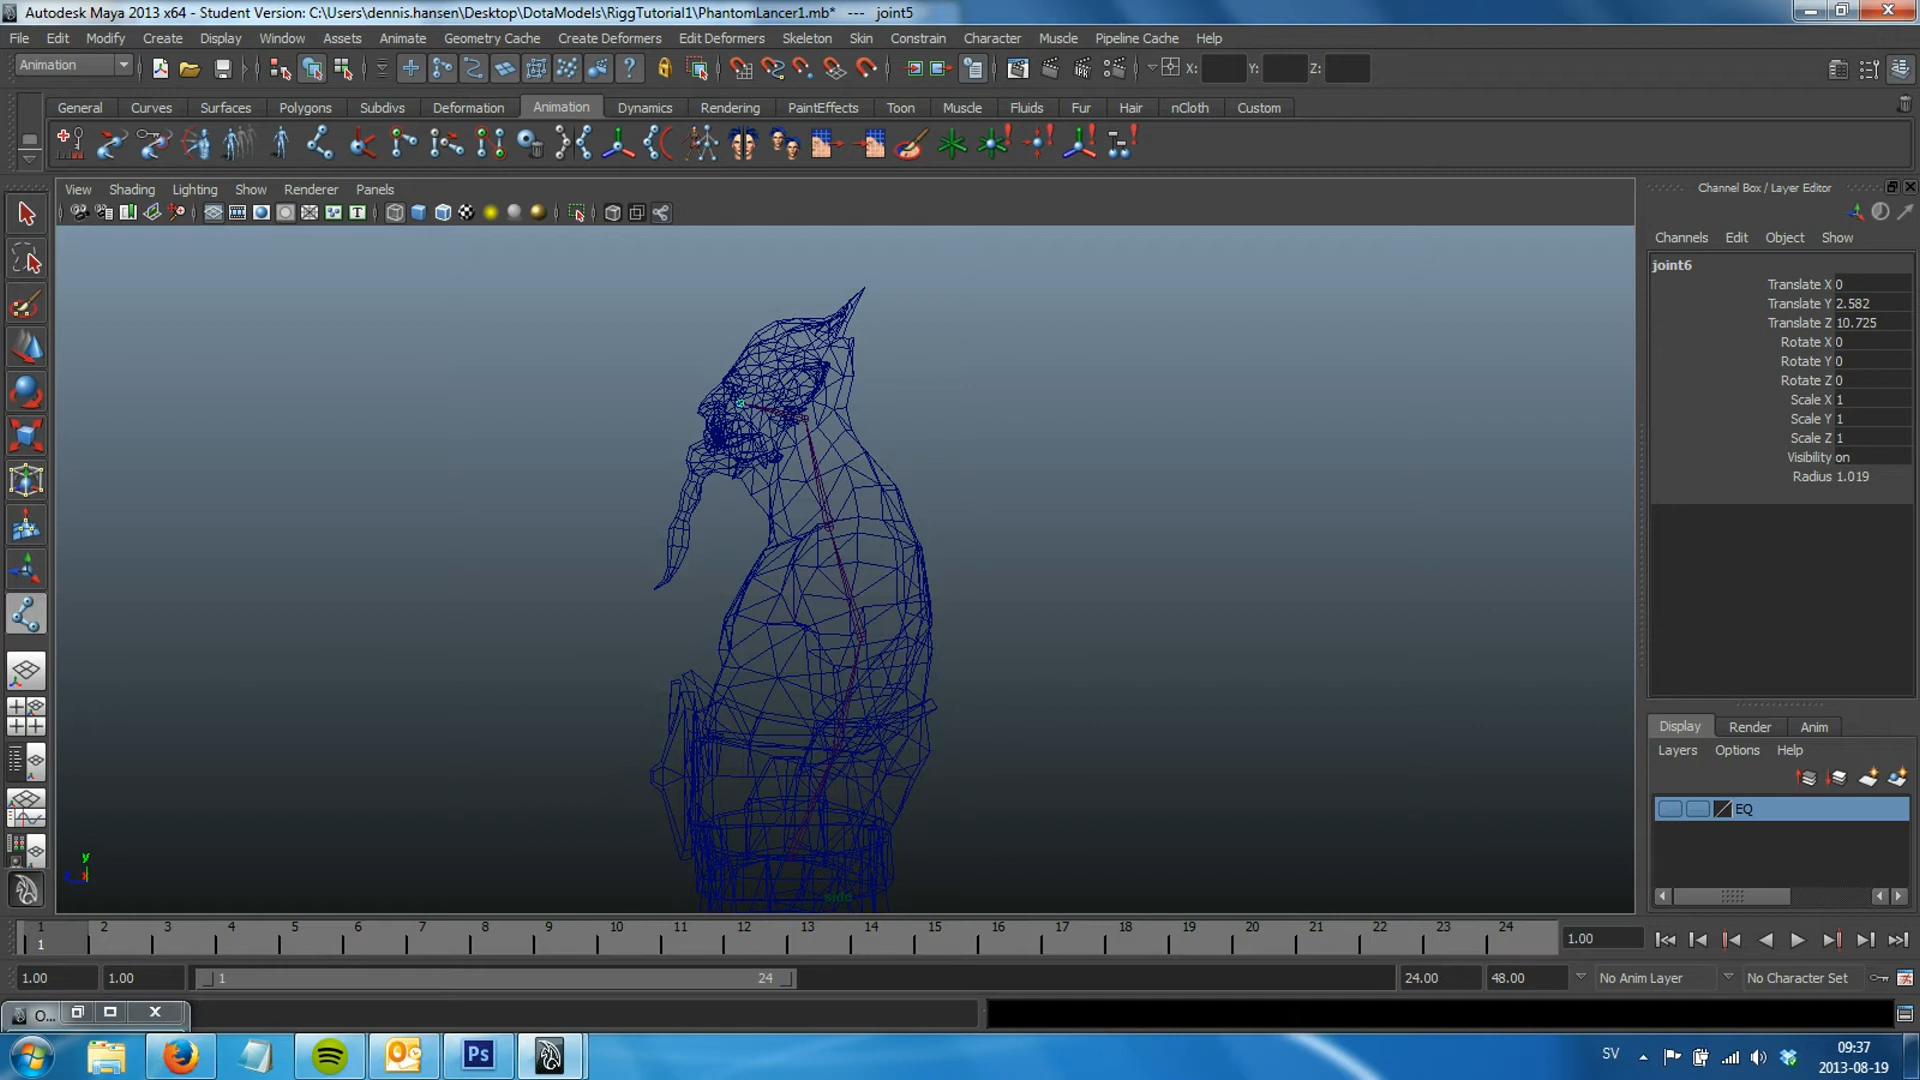 Autodesk Maya 2013 x64 - Student Version: C:\Users\dennis.hansen\Desktop\DotaModels\RiggTutorial1\PhantomLancer1.mb* --- joint5
File Edit Modify Create Display Window Assets Animate Geometry Cache Create Deformers Edit Deformers Skeleton Skin Constrain Character Muscle Pipeline Cache Help
Animation X: Y: Z:
General Curves Surfaces Polygons Subdivs Deformation Animation Dynamics Rendering PaintEffects Toon Muscle Fluids Fur Hair nCloth Custom
View Shading Lighting Show Renderer Panels
Channel Box / Layer Editor
Channels Edit Object Show
joint6
Translate X 0
Translate Y 2.582
Translate Z 10.725
Rotate X 0
Rotate Y 0
Rotate Z 0
Scale X 1
Scale Y 1
Scale Z 1
Visibility on
Radius 1.019
Display Render Anim
Layers Options Help
EQ
y
side
1 2 3 4 5 6 7 8 9 10 11 12 13 14 15 16 17 18 19 20 21 22 23 24
1
1.00
1.00 1.00 1 24 24.00 48.00 No Anim Layer No Character Set
O...
Ps
SV
09:37
2013-08-19